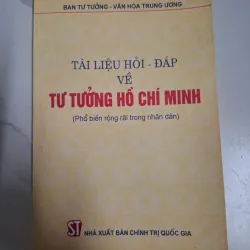 BAN TƯ TƯỞNG - VĂN HÓA TRUNG ƯƠNG
TÀI LIỆU HỎI - ĐÁP
VỀ
TƯ TƯỞNG HỒ CHÍ MINH
(Phổ biến rộng rãi trong nhân dân)
ST NHÀ XUẤT BẢN CHÍNH TRỊ QUỐC GIA